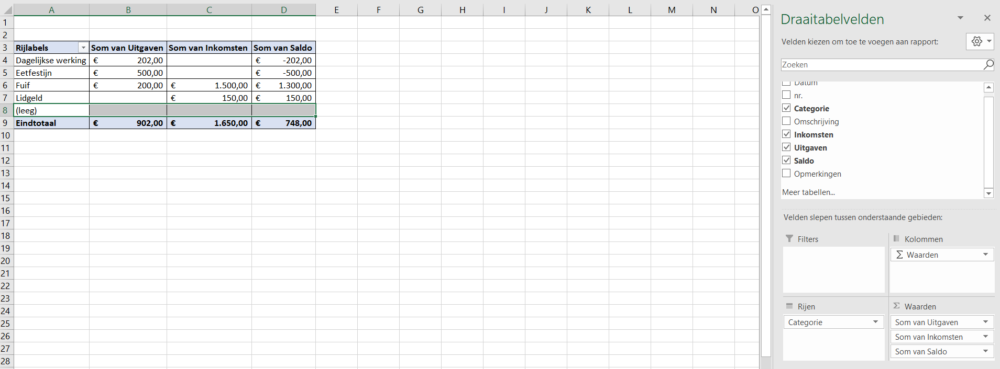 A B C D E F G H I J K L M N O
1
2
3 Rijlabels Som van Uitgaven Som van Inkomsten Som van Saldo
4 Dagelijkse werking € 202,00 € -202,00
5 Eetfestijn € 500,00 € -500,00
6 Fuif € 200,00 € 1.500,00 € 1.300,00
7 Lidgeld € 150,00 € 150,00
8 (leeg)
9 Eindtotaal € 902,00 € 1.650,00 € 748,00
10
11
12
13
14
15
16
17
18
19
20
21
22
23
24
25
26
27
28
Draaitabelvelden
Velden kiezen om toe te voegen aan rapport:
Zoeken
Datum
nr.
Categorie
Omschrijving
Inkomsten
Uitgaven
Saldo
Opmerkingen
Meer tabellen...
Velden slepen tussen onderstaande gebieden:
Filters
Kolommen
Σ Waarden
Rijen
Categorie
Σ Waarden
Som van Uitgaven
Som van Inkomsten
Som van Saldo